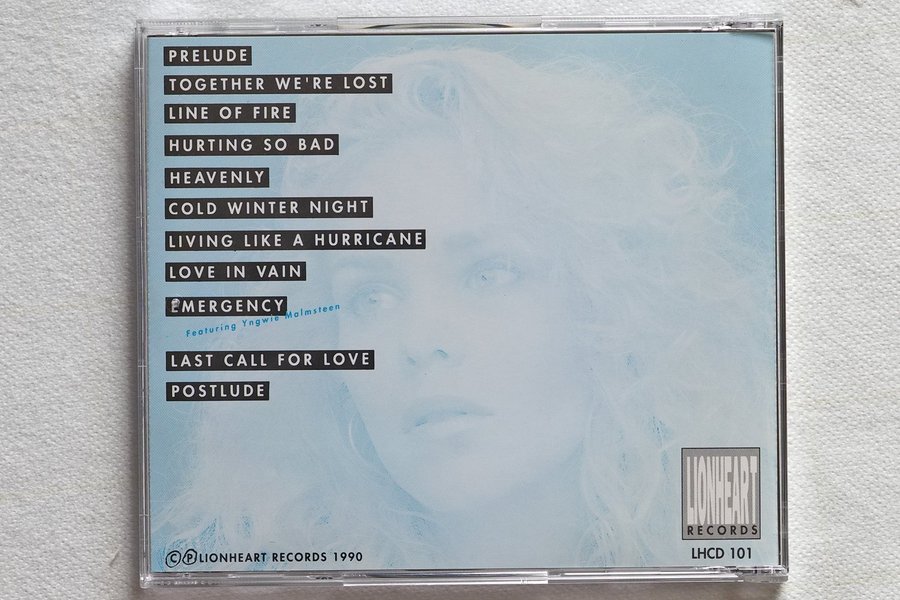 PRELUDE
TOGETHER WE'RE LOST
LINE OF FIRE
HURTING SO BAD
HEAVENLY
COLD WINTER NIGHT
LIVING LIKE A HURRICANE
LOVE IN VAIN
EMERGENCY
Featuring Yngwie Malmsteen
LAST CALL FOR LOVE
POSTLUDE
LIONHEART
RECORDS
LHCD 101
© ℗ LIONHEART RECORDS 1990